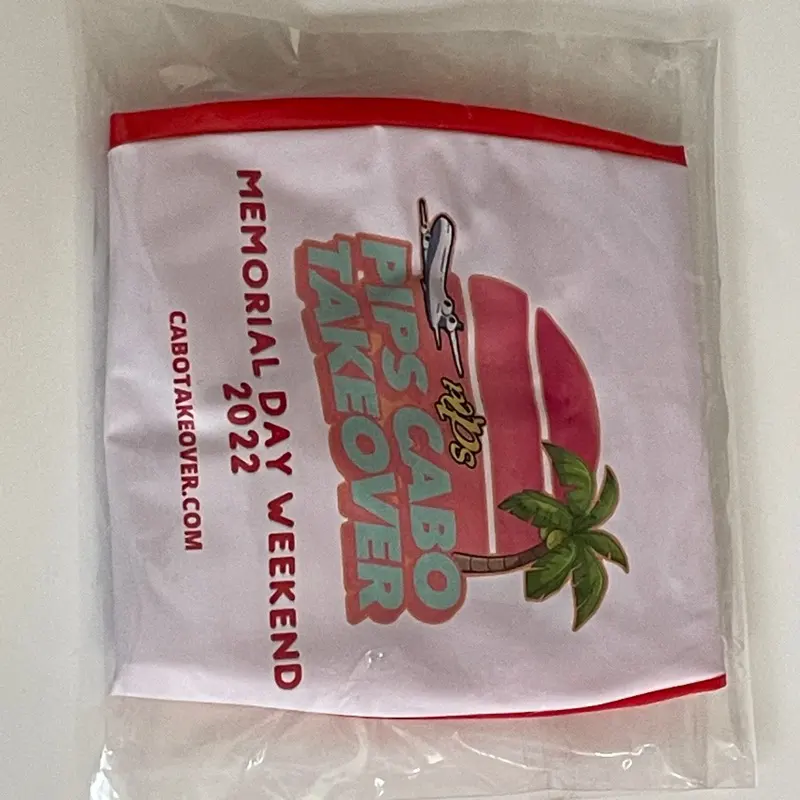 Pips
PIPS CABO
TAKEOVER
MEMORIAL DAY WEEKEND
2022
CABOTAKEOVER.COM